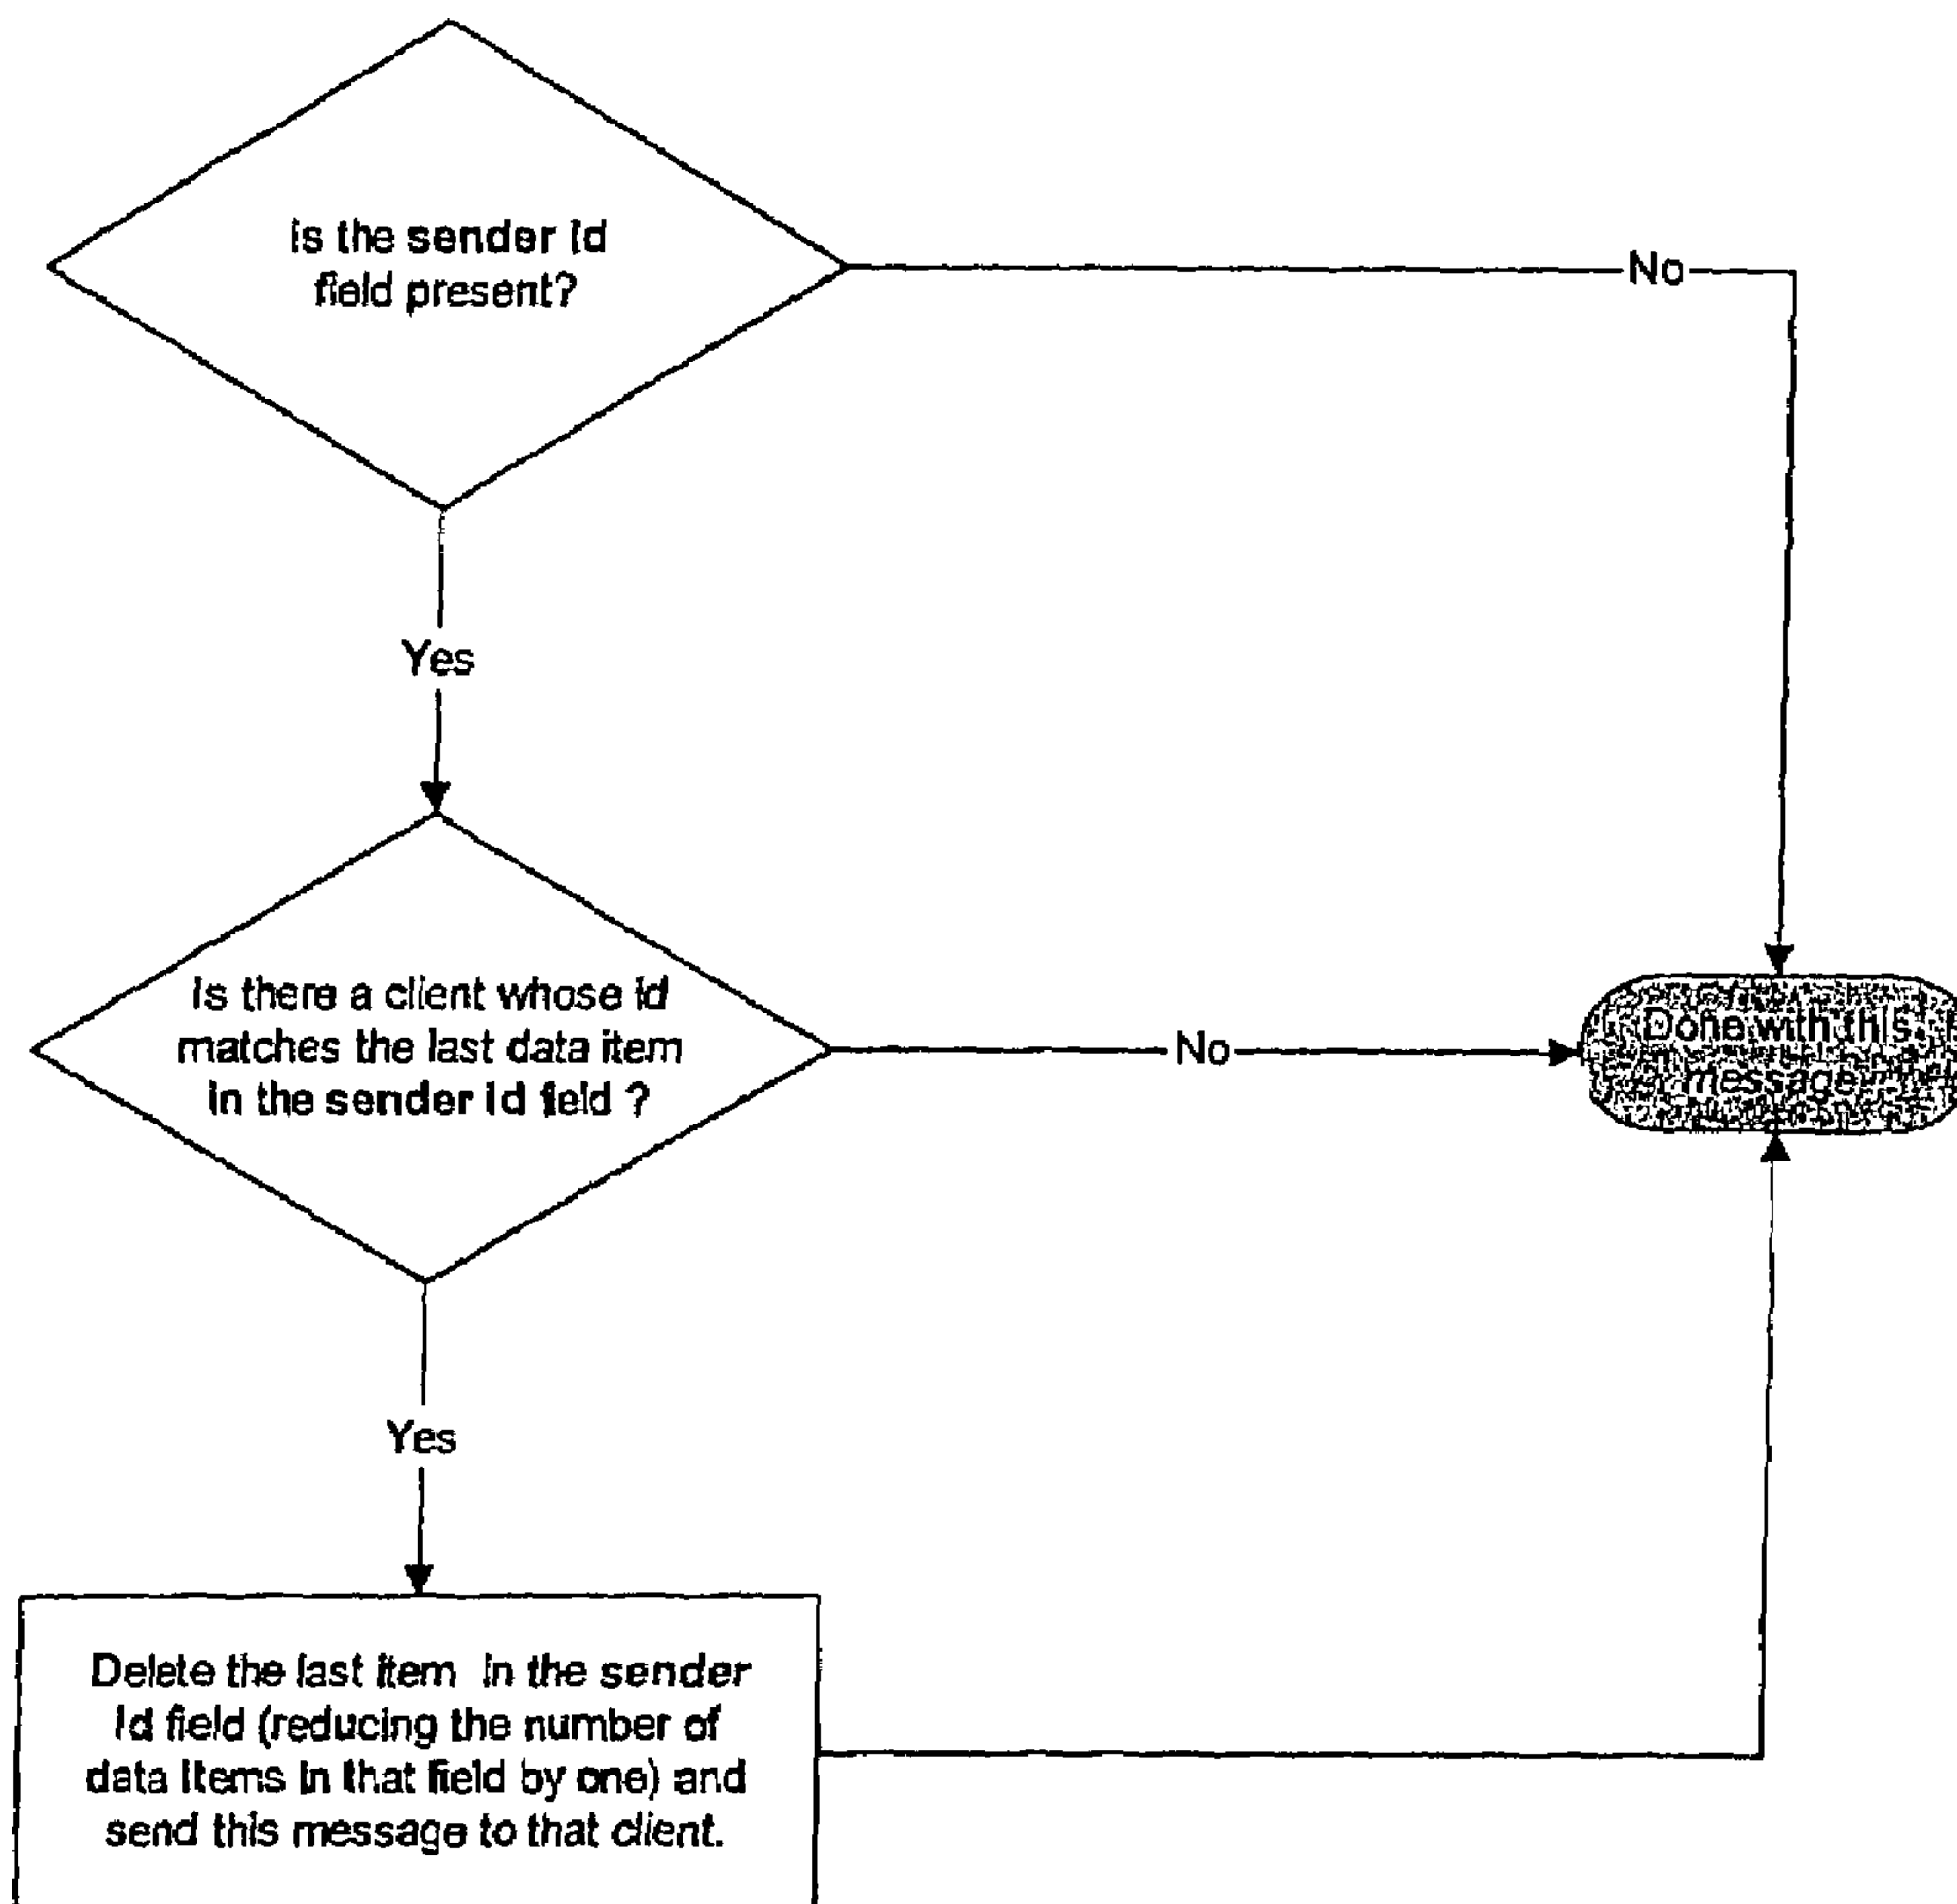 Is the sender id
field present?
No
Yes
Is there a client whose id
matches the last data item
in the sender id field ?
No
Done with this
message
Yes
Delete the last item in the sender
id field (reducing the number of
data items in that field by one) and
send this message to that client.